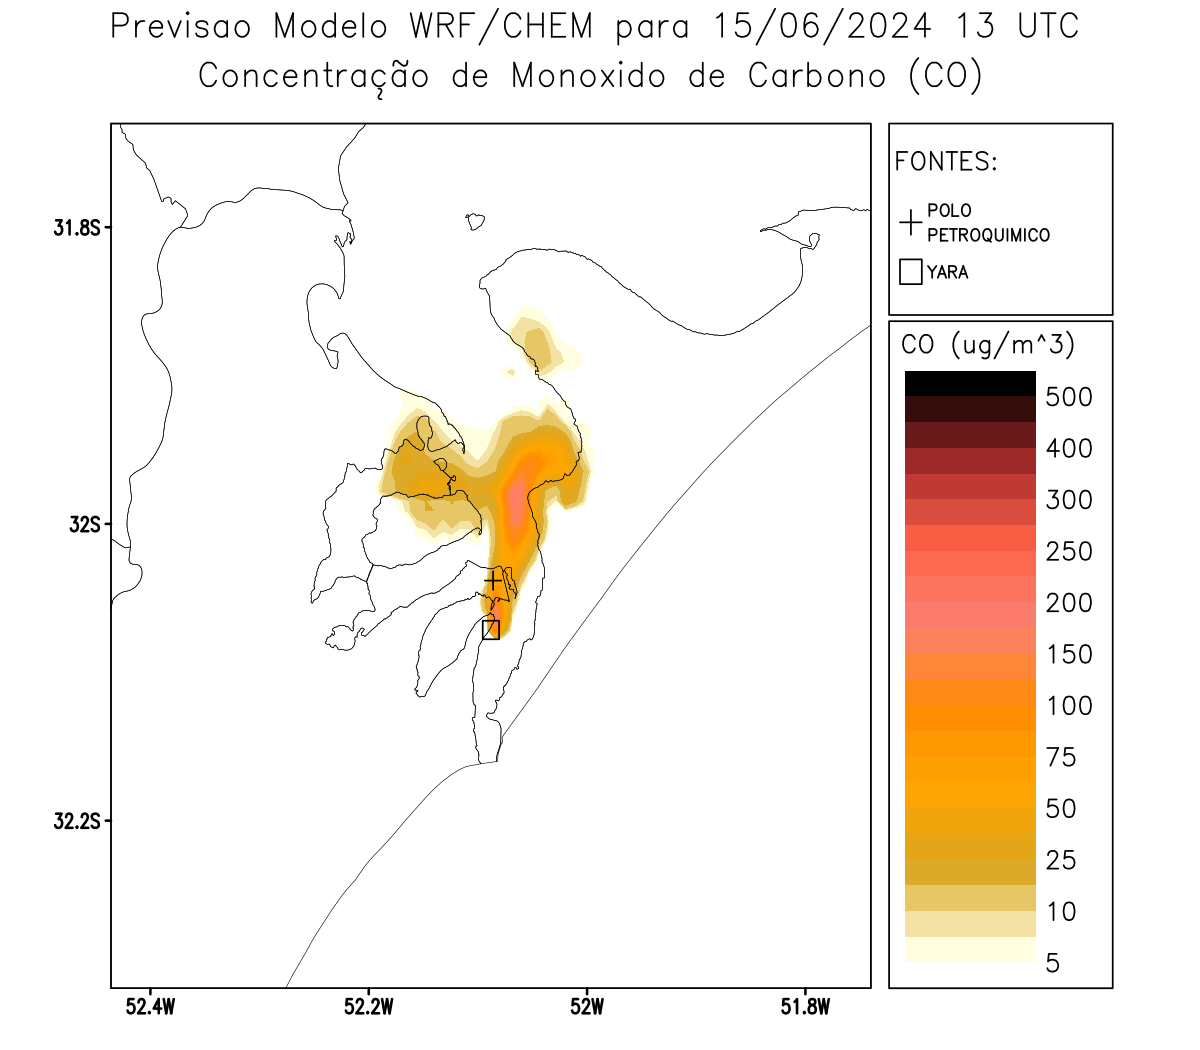 Previsao Modelo WRF/CHEM para 15/06/2024 13 UTC
Concentração de Monoxido de Carbono (CO)
FONTES:
POLO
PETROQUIMICO
YARA
CO (ug/m^3)
500
400
300
250
200
150
100
75
50
25
10
5
31.8S
32S
32.2S
52.4W
52.2W
52W
51.8W